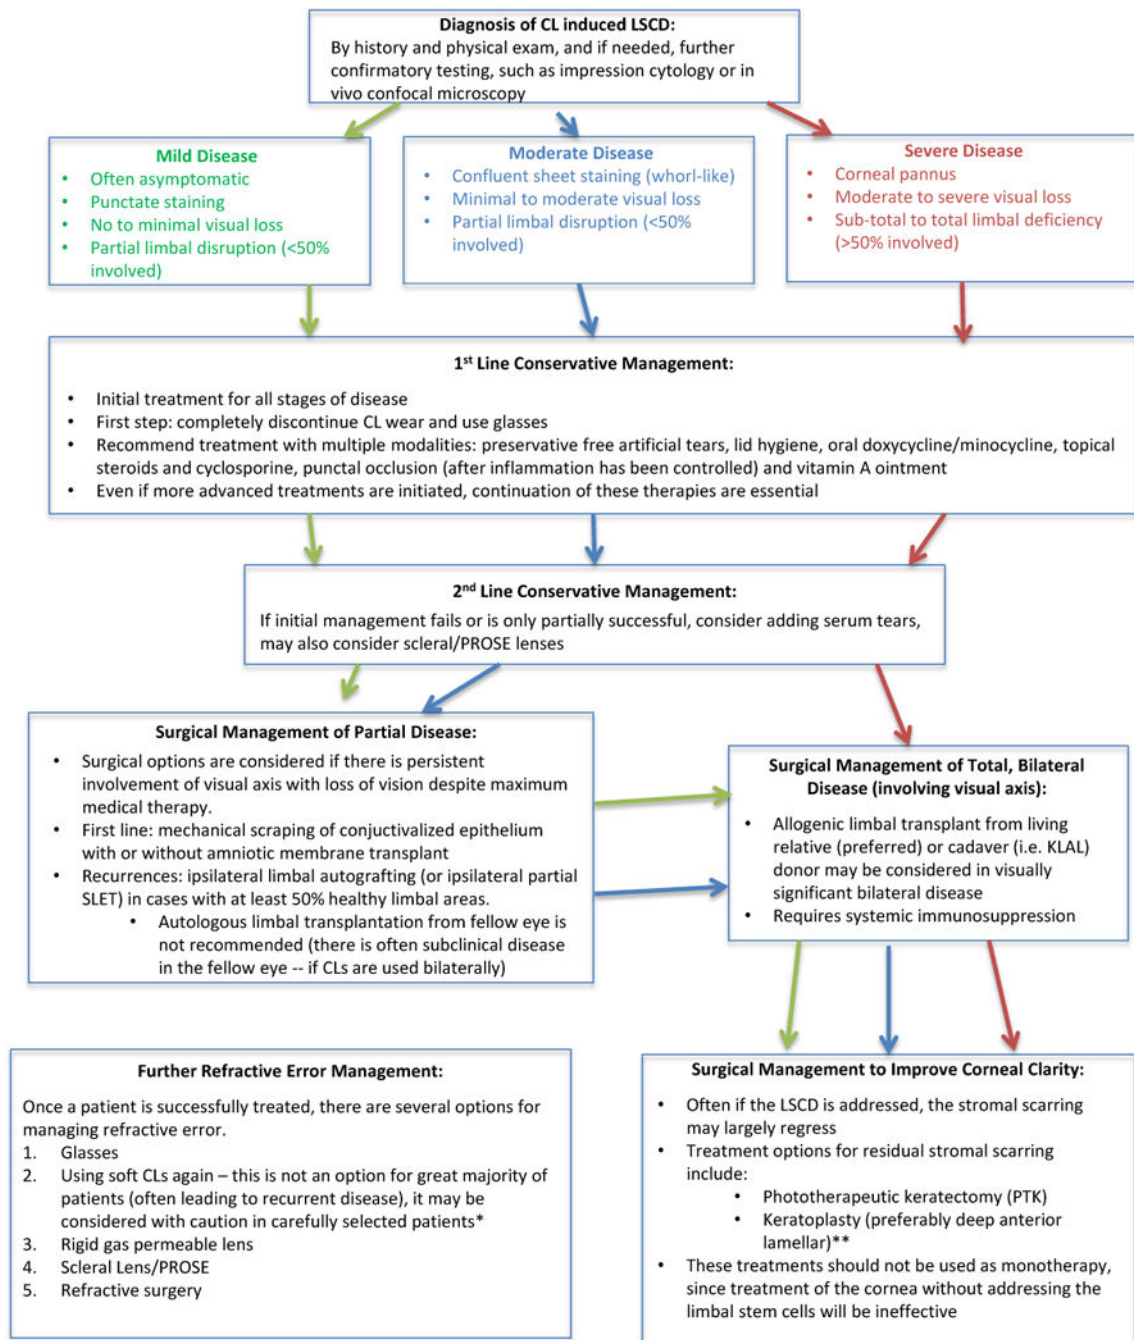 Diagnosis of CL induced LSCD:
By history and physical exam, and if needed, further
confirmatory testing, such as impression cytology or in
vivo confocal microscopy
Mild Disease
• Often asymptomatic
• Punctate staining
• No to minimal visual loss
• Partial limbal disruption (<50%
involved)
Moderate Disease
• Confluent sheet staining (whorl-like)
• Minimal to moderate visual loss
• Partial limbal disruption (<50%
involved)
Severe Disease
• Corneal pannus
• Moderate to severe visual loss
• Sub-total to total limbal deficiency
(>50% involved)
1st Line Conservative Management:
• Initial treatment for all stages of disease
• First step: completely discontinue CL wear and use glasses
• Recommend treatment with multiple modalities: preservative free artificial tears, lid hygiene, oral doxycycline/minocycline, topical
steroids and cyclosporine, punctal occlusion (after inflammation has been controlled) and vitamin A ointment
• Even if more advanced treatments are initiated, continuation of these therapies are essential
2nd Line Conservative Management:
If initial management fails or is only partially successful, consider adding serum tears,
may also consider scleral/PROSE lenses
Surgical Management of Partial Disease:
• Surgical options are considered if there is persistent
involvement of visual axis with loss of vision despite maximum
medical therapy.
• First line: mechanical scraping of conjuctivalized epithelium
with or without amniotic membrane transplant
• Recurrences: ipsilateral limbal autografting (or ipsilateral partial
SLET) in cases with at least 50% healthy limbal areas.
• Autologous limbal transplantation from fellow eye is
not recommended (there is often subclinical disease
in the fellow eye -- if CLs are used bilaterally)
Surgical Management of Total, Bilateral
Disease (involving visual axis):
• Allogenic limbal transplant from living
relative (preferred) or cadaver (i.e. KLAL)
donor may be considered in visually
significant bilateral disease
• Requires systemic immunosuppression
Further Refractive Error Management:
Once a patient is successfully treated, there are several options for
managing refractive error.
1. Glasses
2. Using soft CLs again – this is not an option for great majority of
patients (often leading to recurrent disease), it may be
considered with caution in carefully selected patients*
3. Rigid gas permeable lens
4. Scleral Lens/PROSE
5. Refractive surgery
Surgical Management to Improve Corneal Clarity:
• Often if the LSCD is addressed, the stromal scarring
may largely regress
• Treatment options for residual stromal scarring
include:
• Phototherapeutic keratectomy (PTK)
• Keratoplasty (preferably deep anterior
lamellar)**
• These treatments should not be used as monotherapy,
since treatment of the cornea without addressing the
limbal stem cells will be ineffective